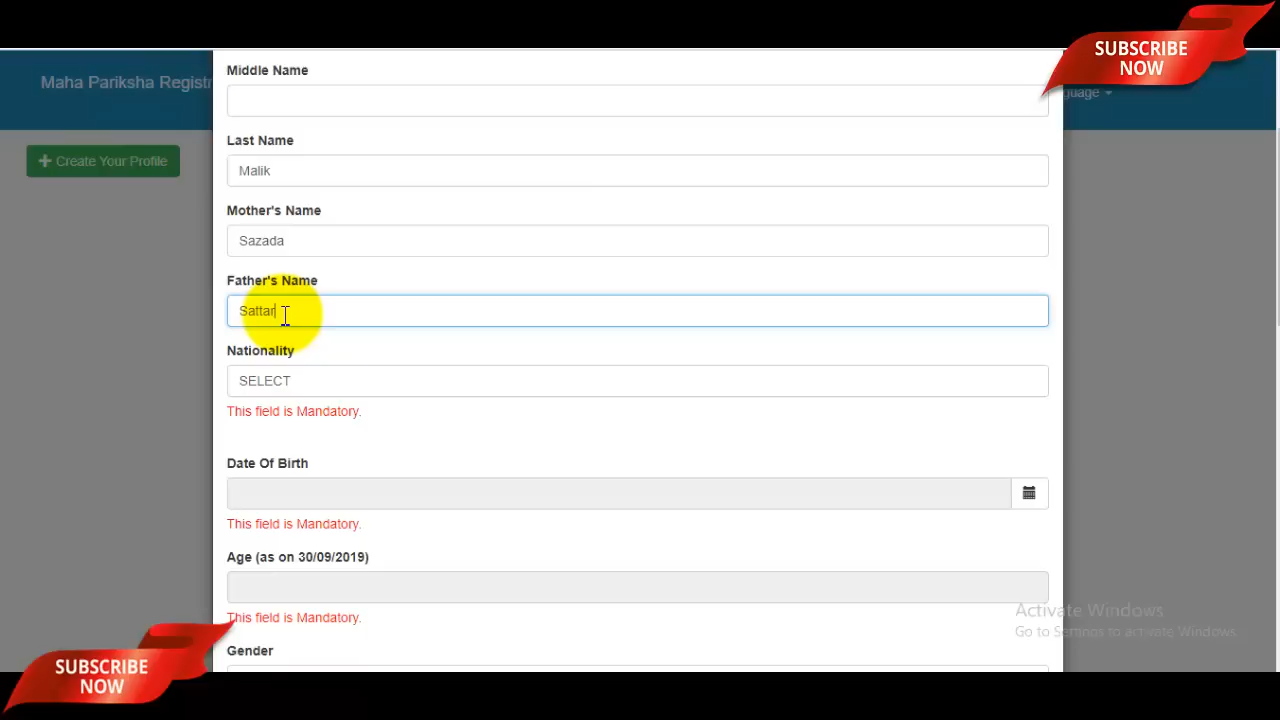 SUBSCRIBE
NOW
Middle Name
Maha Pariksha Registr
guage
Create Your Profile
Last Name
Malik
Mother's Name
Sazada
Father's Name
Sattar
Nationality
SELECT
This field is Mandatory.
Date Of Birth
This field is Mandatory.
Age (as on 30/09/2019)
This field is Mandatory.
Activate Windows
Go to Settings to activate Windows.
Gender
SUBSCRIBE
NOW